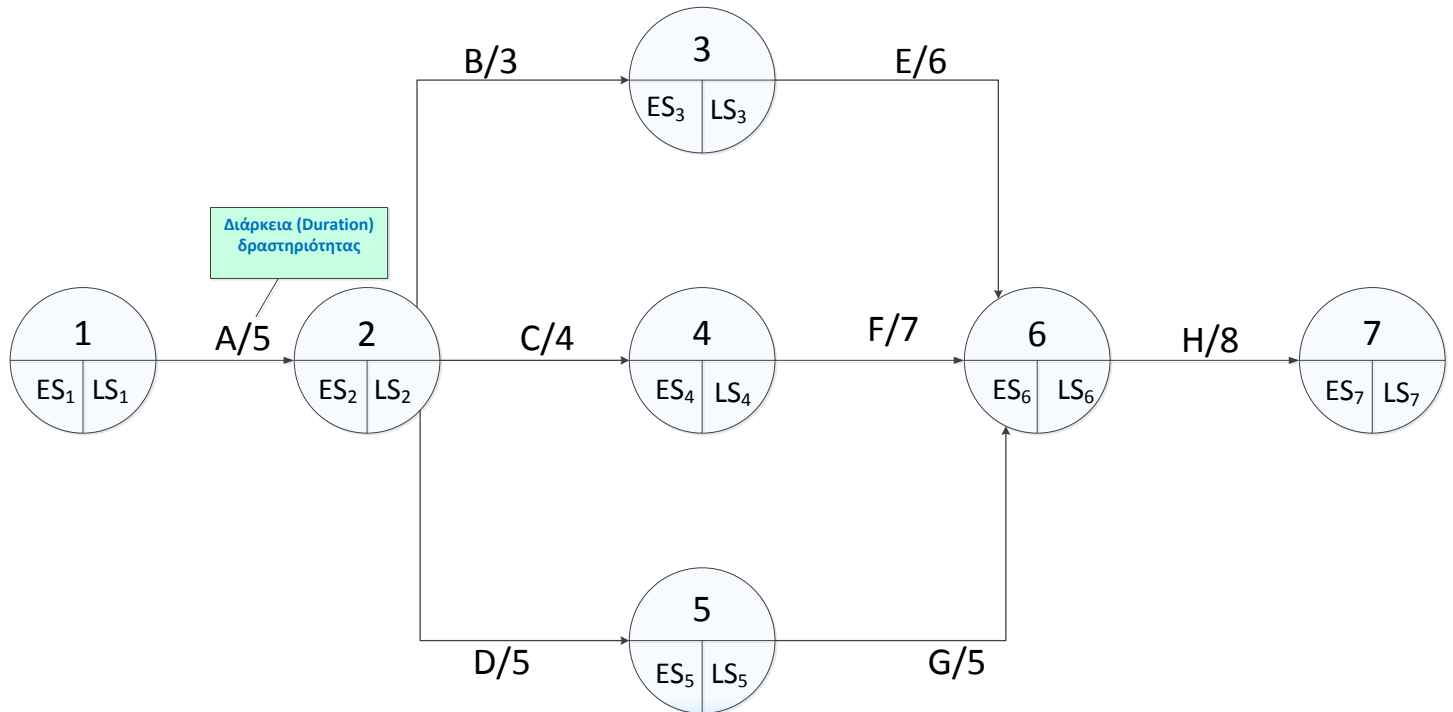 3
B/3
E/6
ES₃ LS₃
Διάρκεια (Duration)
δραστηριότητας
1
A/5
2
C/4
4
F/7
6
H/8
7
ES₁ LS₁
ES₂ LS₂
ES₄ LS₄
ES₆ LS₆
ES₇ LS₇
5
D/5
G/5
ES₅ LS₅